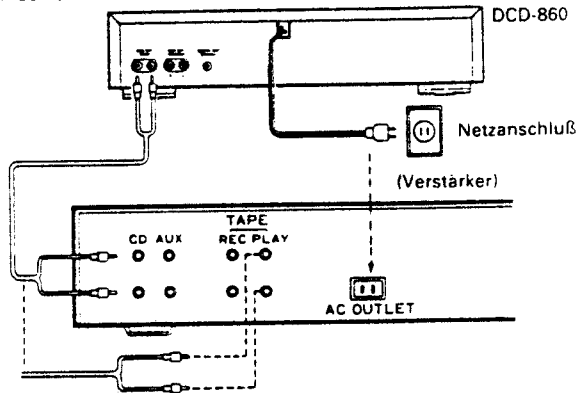 DCD-860
Netzanschluß
(Verstärker)
TAPE
CD AUX REC PLAY
AC OUTLET